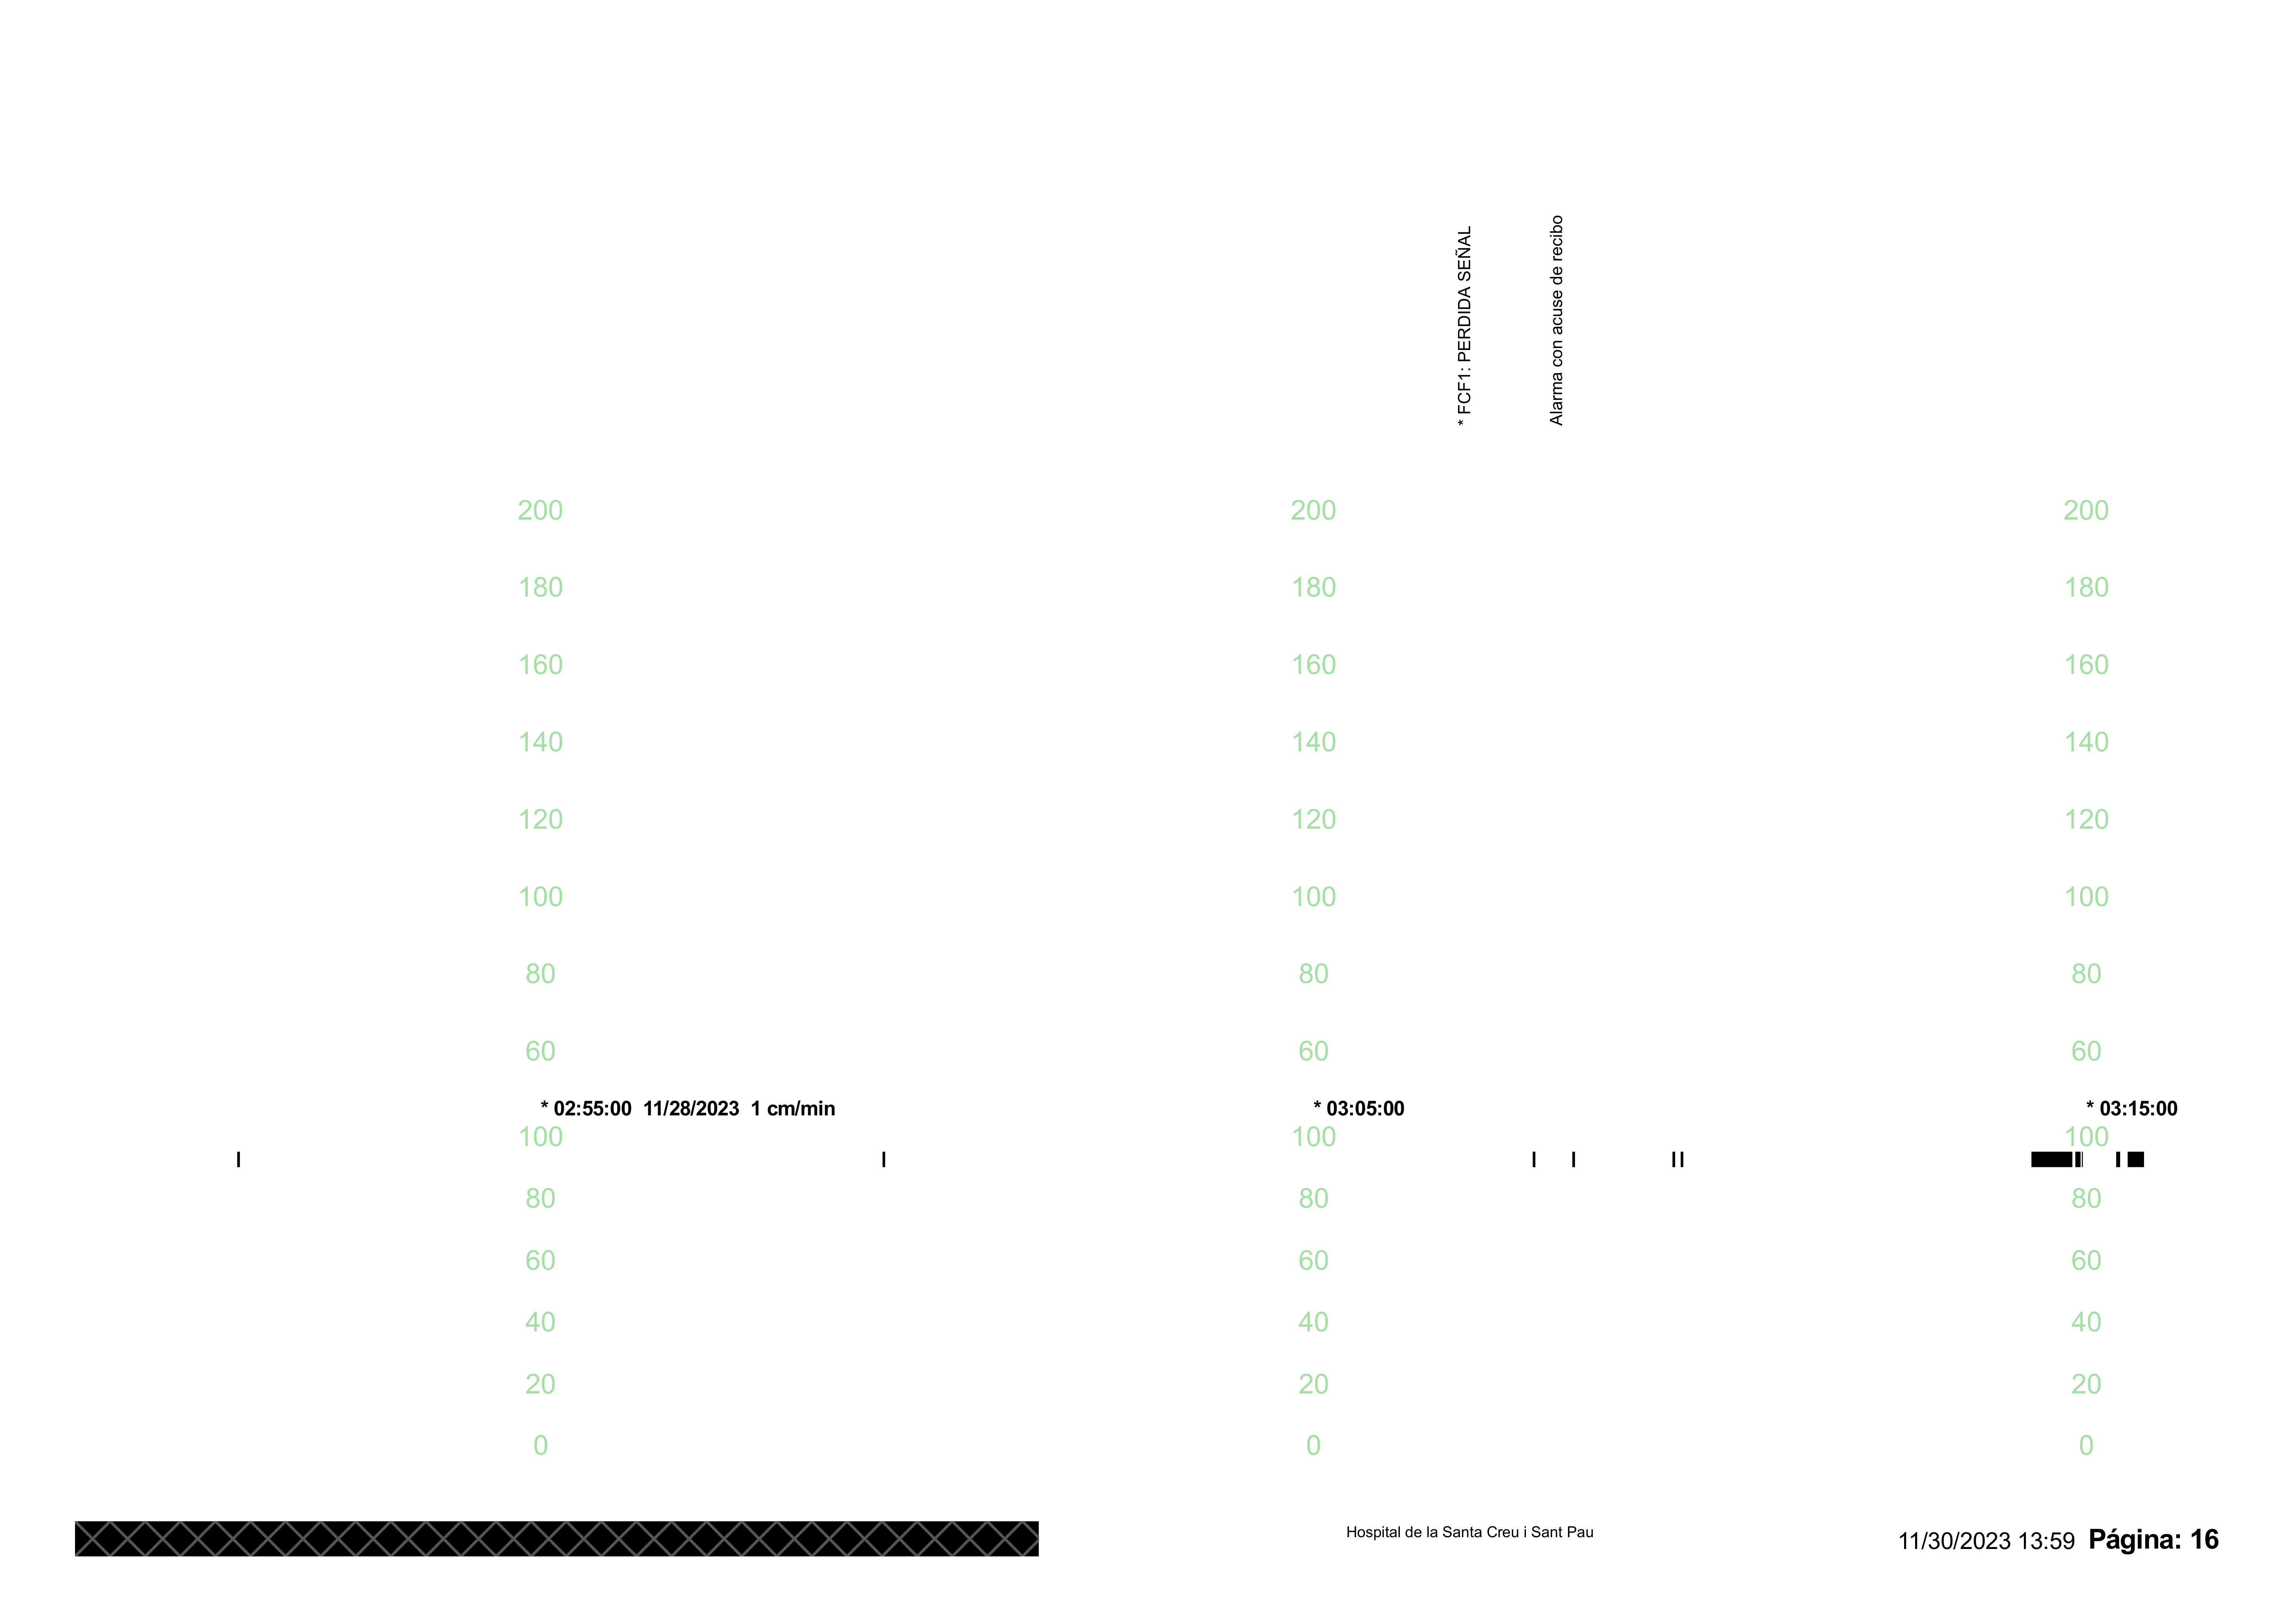 * FCF1: PERDIDA SEÑAL
Alarma con acuse de recibo
200 200 200
180 180 180
160 160 160
140 140 140
120 120 120
100 100 100
80 80 80
60 60 60
* 02:55:00 11/28/2023 1 cm/min * 03:05:00 * 03:15:00
100 100 100
80 80 80
60 60 60
40 40 40
20 20 20
0 0 0
Hospital de la Santa Creu i Sant Pau
11/30/2023 13:59 Página: 16